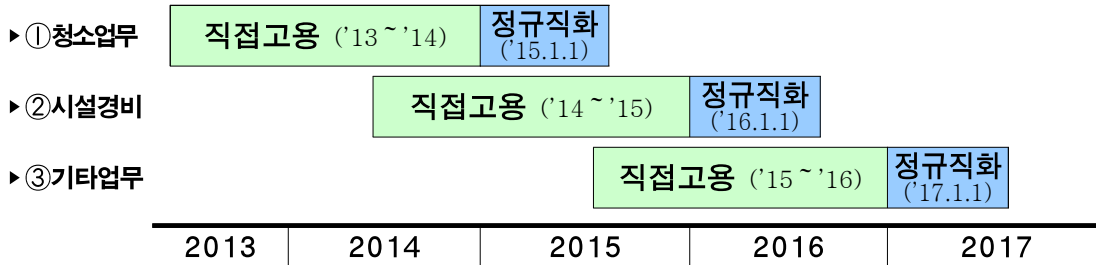 ▶①청소업무 직접고용 (’13~’14) 정규직화
(’15.1.1)
▶②시설경비 직접고용 (’14~’15) 정규직화
(’16.1.1)
▶③기타업무 직접고용 (’15~’16) 정규직화
(’17.1.1)
2013 2014 2015 2016 2017